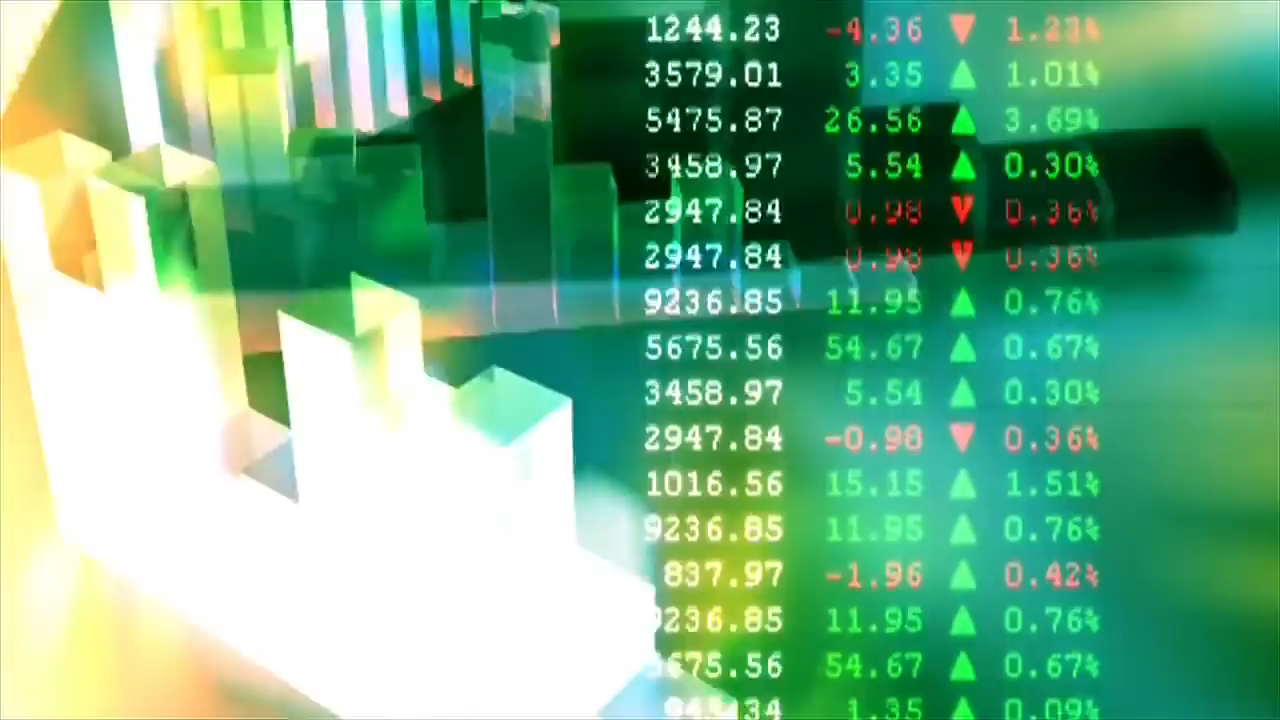 1244.23 -4.36 ▼ 1.23%
3579.01 3.35 ▲ 1.01%
5475.87 26.56 ▲ 3.69%
3458.97 5.54 ▲ 0.30%
2947.84 0.98 ▼ 0.36%
2947.84 0.98 ▼ 0.36%
9236.85 11.95 ▲ 0.76%
5675.56 54.67 ▲ 0.67%
3458.97 5.54 ▲ 0.30%
2947.84 -0.98 ▼ 0.36%
1016.56 15.15 ▲ 1.51%
9236.85 11.95 ▲ 0.76%
837.97 -1.96 ▲ 0.42%
9236.85 11.95 ▲ 0.76%
5675.56 54.67 ▲ 0.67%
1.35 ▲ 0.09%